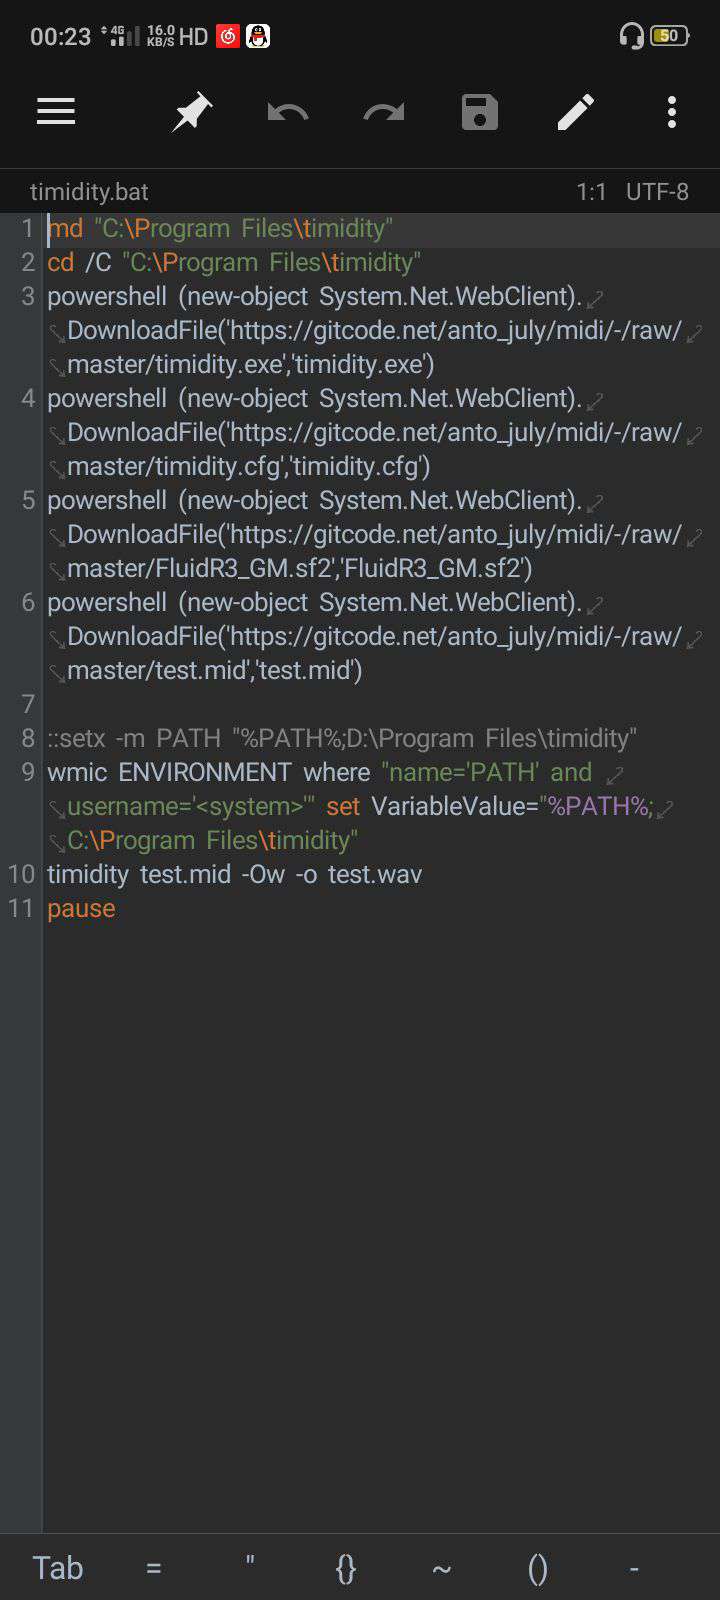 00:23 4G 16.0 KB/S HD 50
timidity.bat 1:1 UTF-8
1 md "C:\Program Files\timidity"
2 cd /C "C:\Program Files\timidity"
3 powershell (new-object System.Net.WebClient).
DownloadFile('https://gitcode.net/anto_july/midi/-/raw/
master/timidity.exe','timidity.exe')
4 powershell (new-object System.Net.WebClient).
DownloadFile('https://gitcode.net/anto_july/midi/-/raw/
master/timidity.cfg','timidity.cfg')
5 powershell (new-object System.Net.WebClient).
DownloadFile('https://gitcode.net/anto_july/midi/-/raw/
master/FluidR3_GM.sf2','FluidR3_GM.sf2')
6 powershell (new-object System.Net.WebClient).
DownloadFile('https://gitcode.net/anto_july/midi/-/raw/
master/test.mid','test.mid')
7
8 ::setx -m PATH "%PATH%;D:\Program Files\timidity"
9 wmic ENVIRONMENT where "name='PATH' and
username='<system>'" set VariableValue="%PATH%;
C:\Program Files\timidity"
10 timidity test.mid -Ow -o test.wav
11 pause
Tab = " {} ~ () -